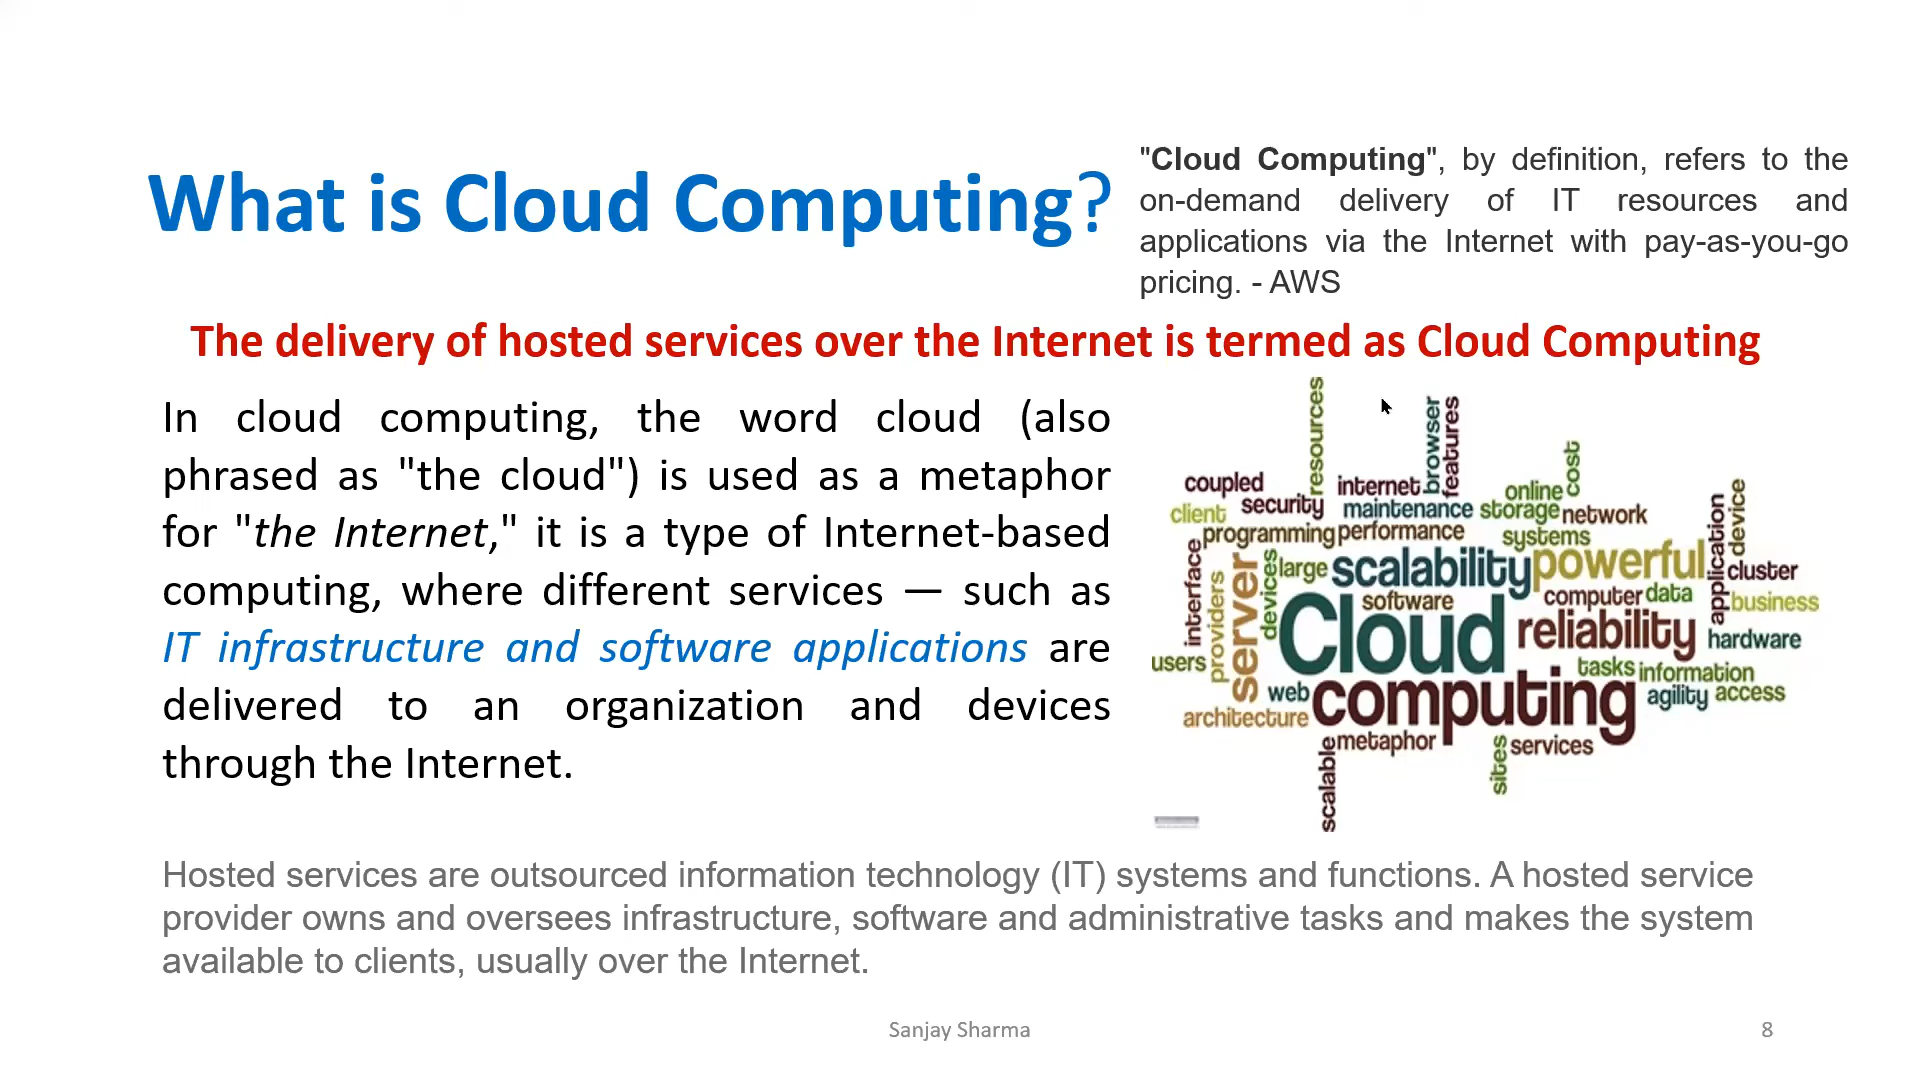 What is Cloud Computing?
"Cloud Computing", by definition, refers to the
on-demand delivery of IT resources and
applications via the Internet with pay-as-you-go
pricing. - AWS
The delivery of hosted services over the Internet is termed as Cloud Computing
In cloud computing, the word cloud (also
phrased as "the cloud") is used as a metaphor
for "the Internet," it is a type of Internet-based
computing, where different services — such as
IT infrastructure and software applications are
delivered to an organization and devices
through the Internet.
resources
browser
features
coupled
internet
cost
online
security
client
maintenance
storage
network
programming
performance
systems
application
device
interface
providers
server
devices
large
scalability
powerful
cluster
software
computer
data
business
Cloud
reliability
hardware
users
tasks
information
web
computing
agility
access
architecture
metaphor
services
scalable
sites
Hosted services are outsourced information technology (IT) systems and functions. A hosted service
provider owns and oversees infrastructure, software and administrative tasks and makes the system
available to clients, usually over the Internet.
Sanjay Sharma
8